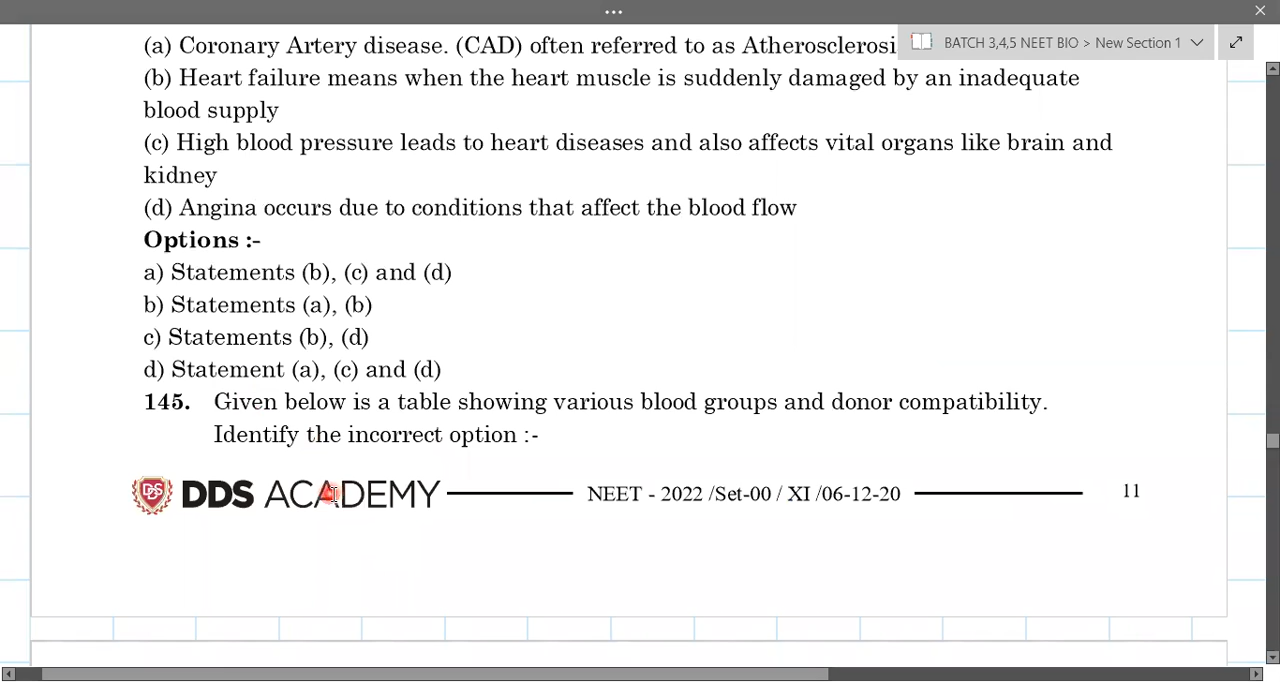 ...
(a) Coronary Artery disease. (CAD) often referred to as Atherosclerosi
BATCH 3,4,5 NEET BIO > New Section 1
(b) Heart failure means when the heart muscle is suddenly damaged by an inadequate
blood supply
(c) High blood pressure leads to heart diseases and also affects vital organs like brain and
kidney
(d) Angina occurs due to conditions that affect the blood flow
Options :-
a) Statements (b), (c) and (d)
b) Statements (a), (b)
c) Statements (b), (d)
d) Statement (a), (c) and (d)
145. Given below is a table showing various blood groups and donor compatibility.
Identify the incorrect option :-
DDS DDS ACADEMY NEET - 2022 /Set-00 / XI /06-12-20 11